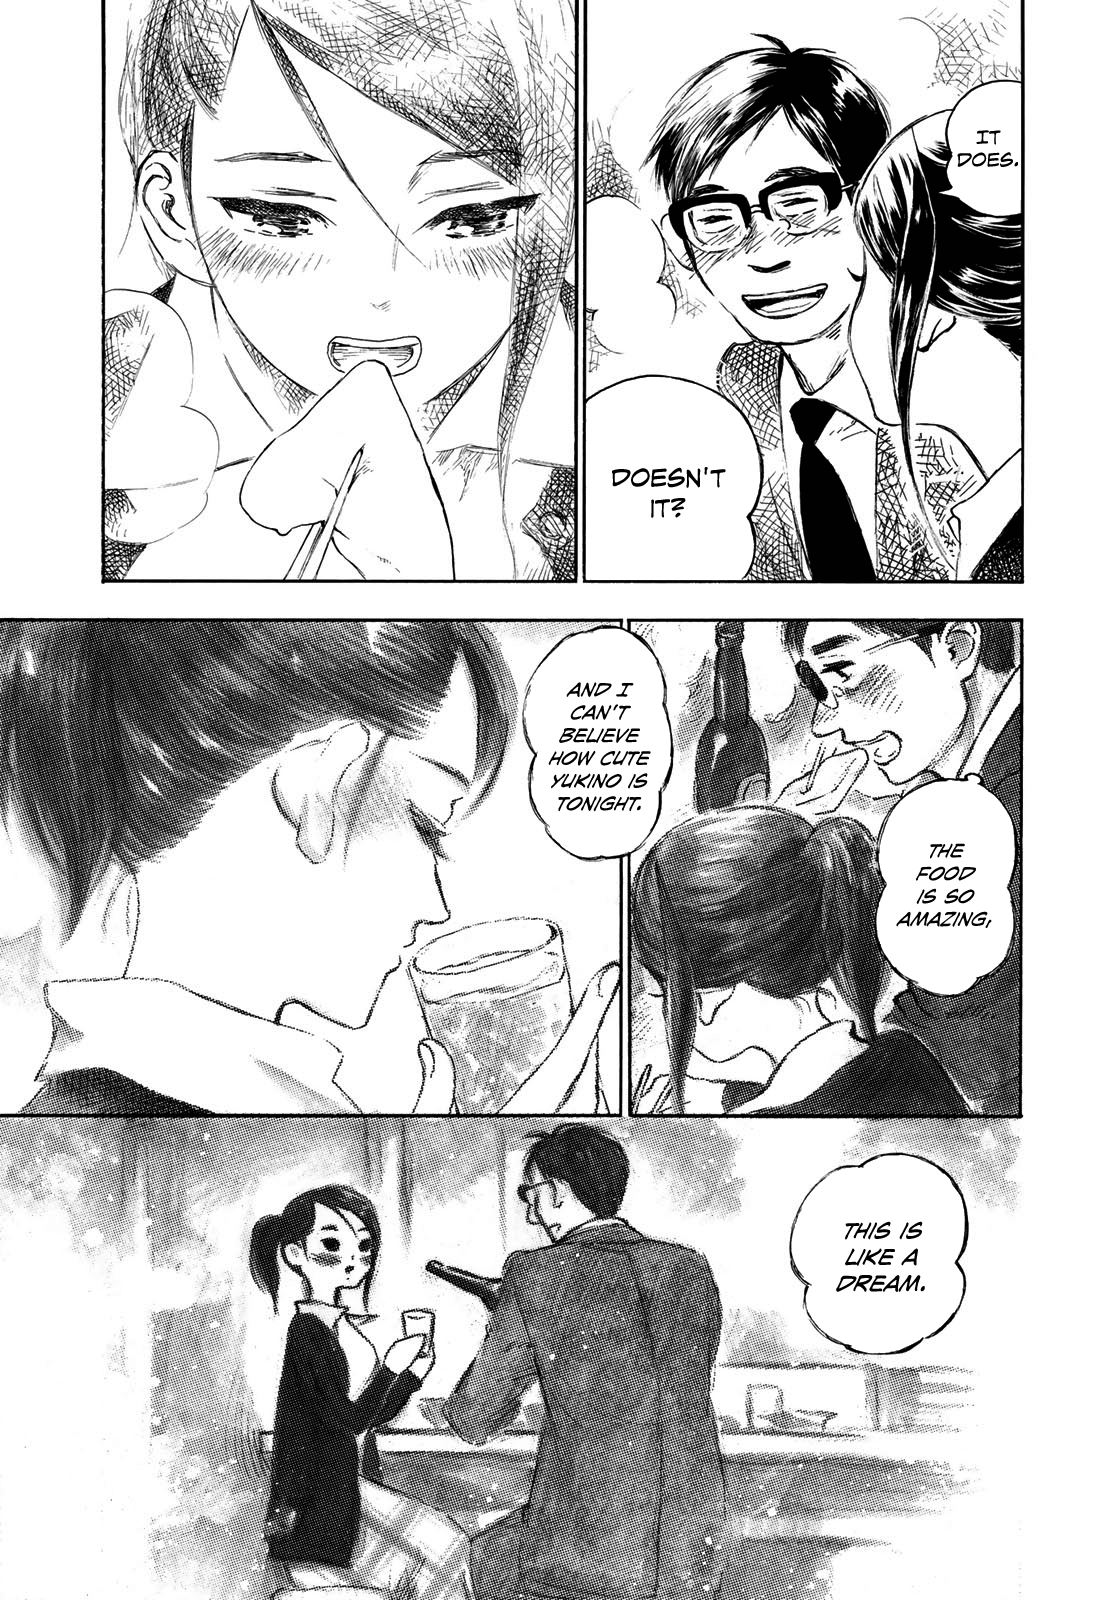 IT
DOES.
DOESN'T
IT?
THE
FOOD
IS SO
AMAZING,
AND I
CAN'T
BELIEVE
HOW CUTE
YUKINO IS
TONIGHT.
THIS IS
LIKE A
DREAM.